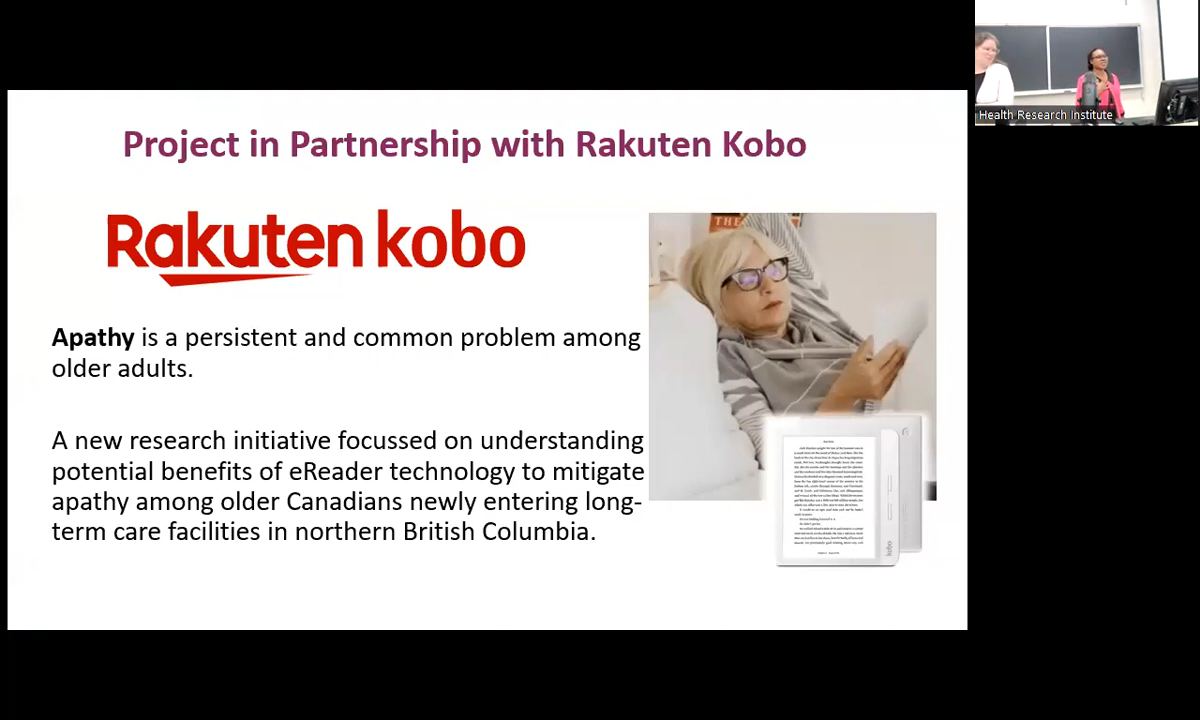 Health Research Institute
Project in Partnership with Rakuten Kobo
Rakuten kobo
THE
Apathy is a persistent and common problem among
older adults.
A new research initiative focussed on understanding
potential benefits of eReader technology to mitigate
apathy among older Canadians newly entering long-
term care facilities in northern British Columbia.
kobo